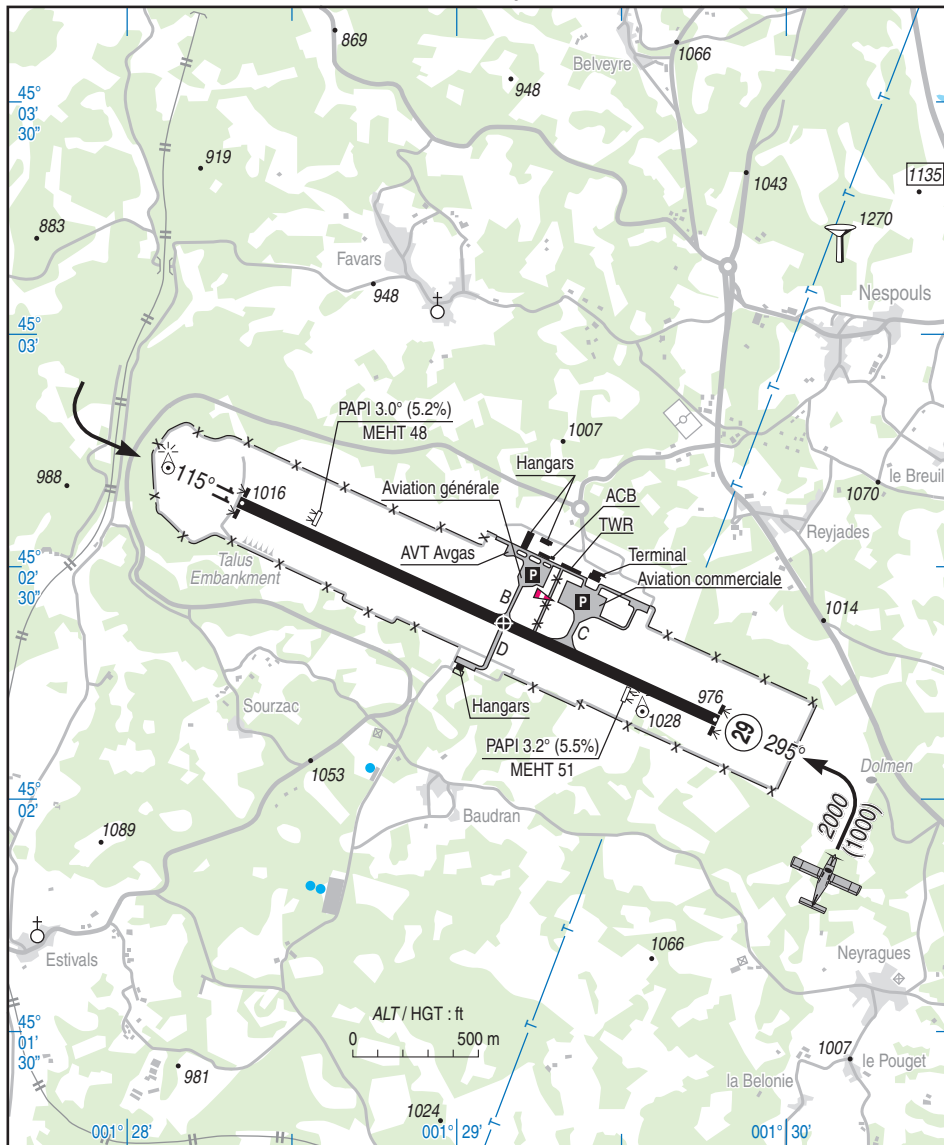 869
1066
Belveyre
948
45°
03'
30"
919
1043
1135
883
1270
Favars
948
Nespouls
45°
03'
PAPI 3.0° (5.2%)
MEHT 48
1007
Hangars
988
115°
1016
Aviation générale
ACB
le Breuil
1070
TWR
Reyjades
AVT Avgas
Terminal
Talus
Embankment
Aviation commerciale
45°
02'
30"
P
P
B
C
1014
D
976
Sourzac
Hangars
1028
29
295°
PAPI 3.2° (5.5%)
MEHT 51
Dolmen
1053
45°
02'
Baudran
2000
(1000)
1089
Estivals
1066
Neyragues
ALT / HGT : ft
0
500 m
45°
01'
30"
981
1007
le Pouget
la Belonie
1024
001° 28'
001° 29'
001° 30'
T
T
T
T
T
T